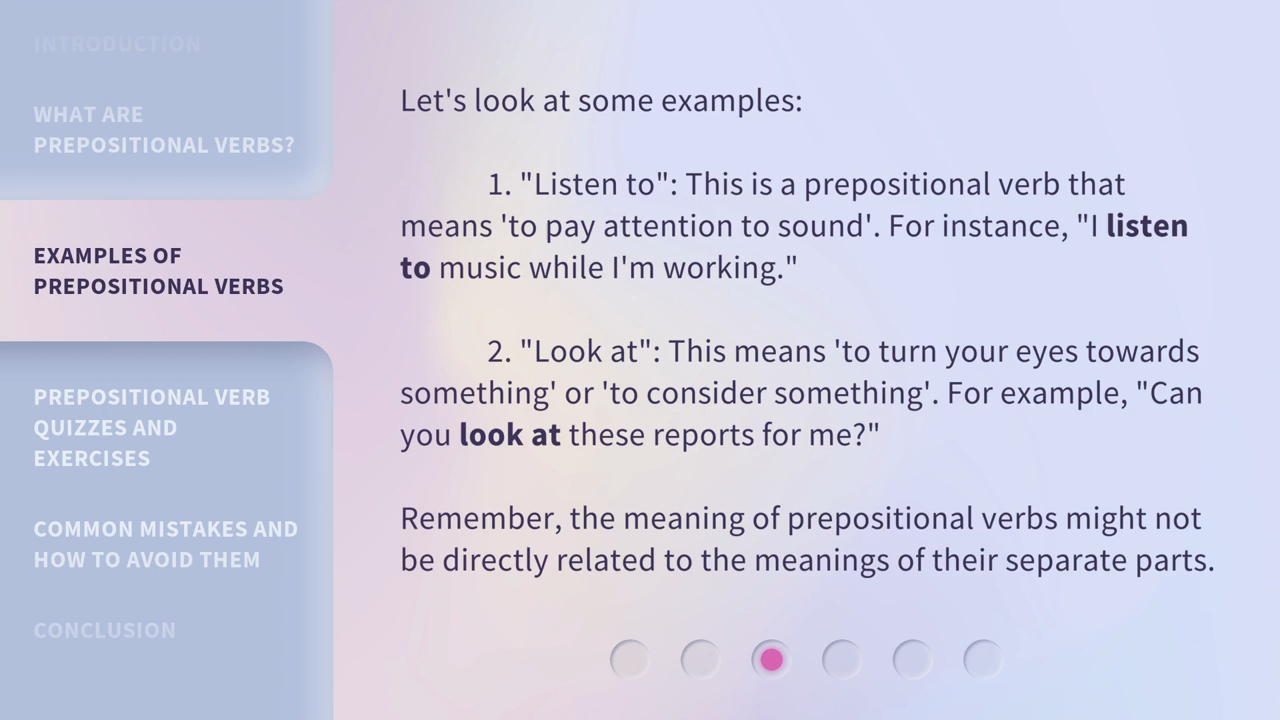 INTRODUCTION
WHAT ARE
PREPOSITIONAL VERBS?
EXAMPLES OF
PREPOSITIONAL VERBS
PREPOSITIONAL VERB
QUIZZES AND
EXERCISES
COMMON MISTAKES AND
HOW TO AVOID THEM
CONCLUSION
Let's look at some examples:
1. "Listen to": This is a prepositional verb that
means 'to pay attention to sound'. For instance, "I listen
to music while I'm working."
2. "Look at": This means 'to turn your eyes towards
something' or 'to consider something'. For example, "Can
you look at these reports for me?"
Remember, the meaning of prepositional verbs might not
be directly related to the meanings of their separate parts.